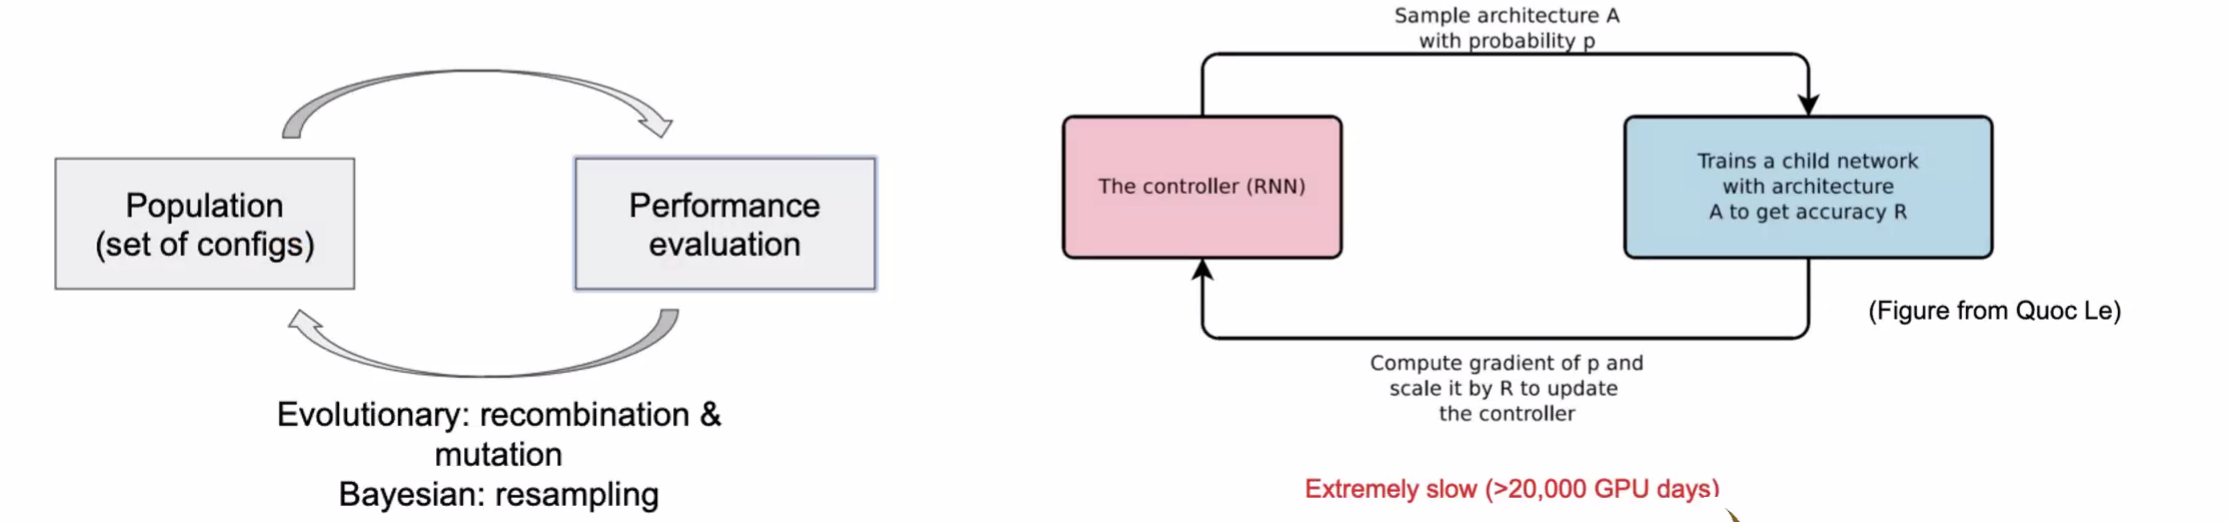 Population
(set of configs)
Performance
evaluation
Evolutionary: recombination &
mutation
Bayesian: resampling
Sample architecture A
with probability p
The controller (RNN)
Trains a child network
with architecture
A to get accuracy R
(Figure from Quoc Le)
Compute gradient of p and
scale it by R to update
the controller
Extremely slow (>20,000 GPU days)